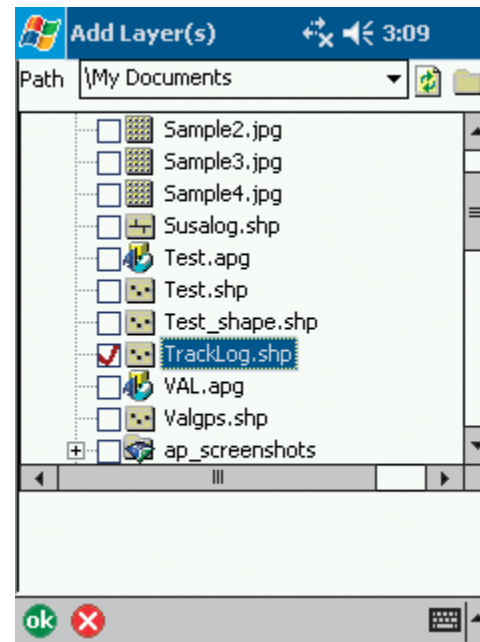 Add Layer(s) 3:09
Path \My Documents
Sample2.jpg
Sample3.jpg
Sample4.jpg
Susalog.shp
Test.apg
Test.shp
Test_shape.shp
TrackLog.shp
VAL.apg
Valgps.shp
ap_screenshots
ok